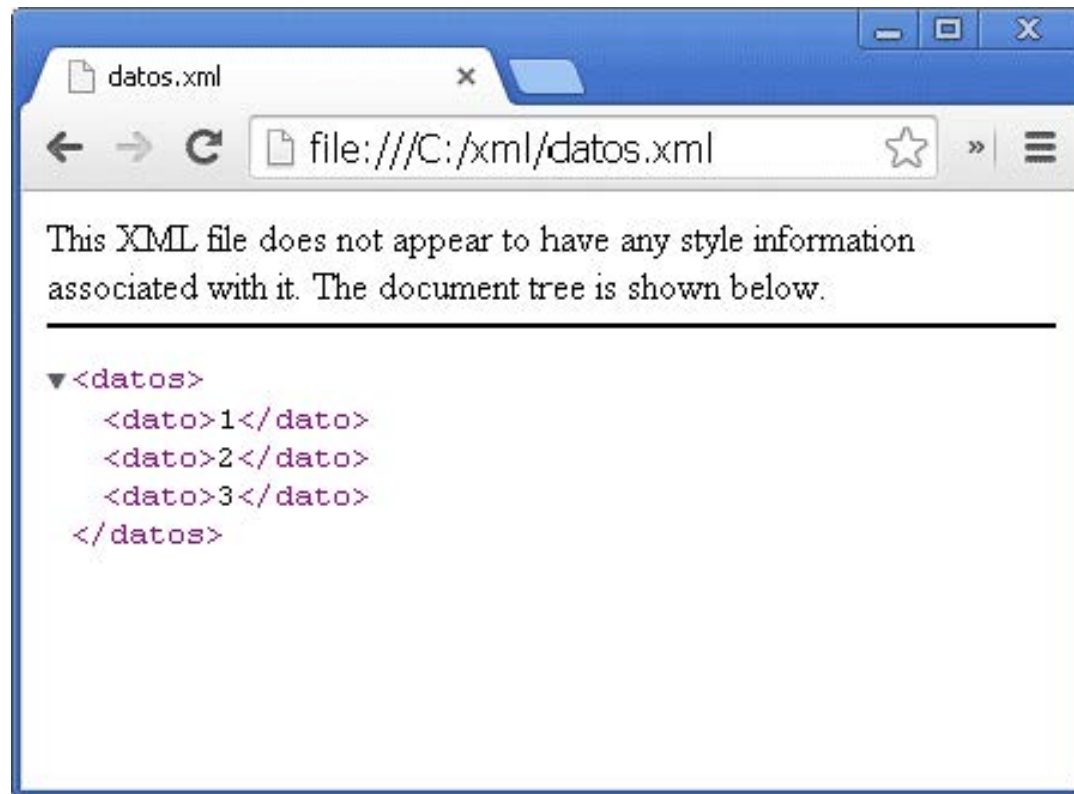 datos.xml
file:///C:/xml/datos.xml
This XML file does not appear to have any style information
associated with it. The document tree is shown below.
<datos>
<dato>1</dato>
<dato>2</dato>
<dato>3</dato>
</datos>